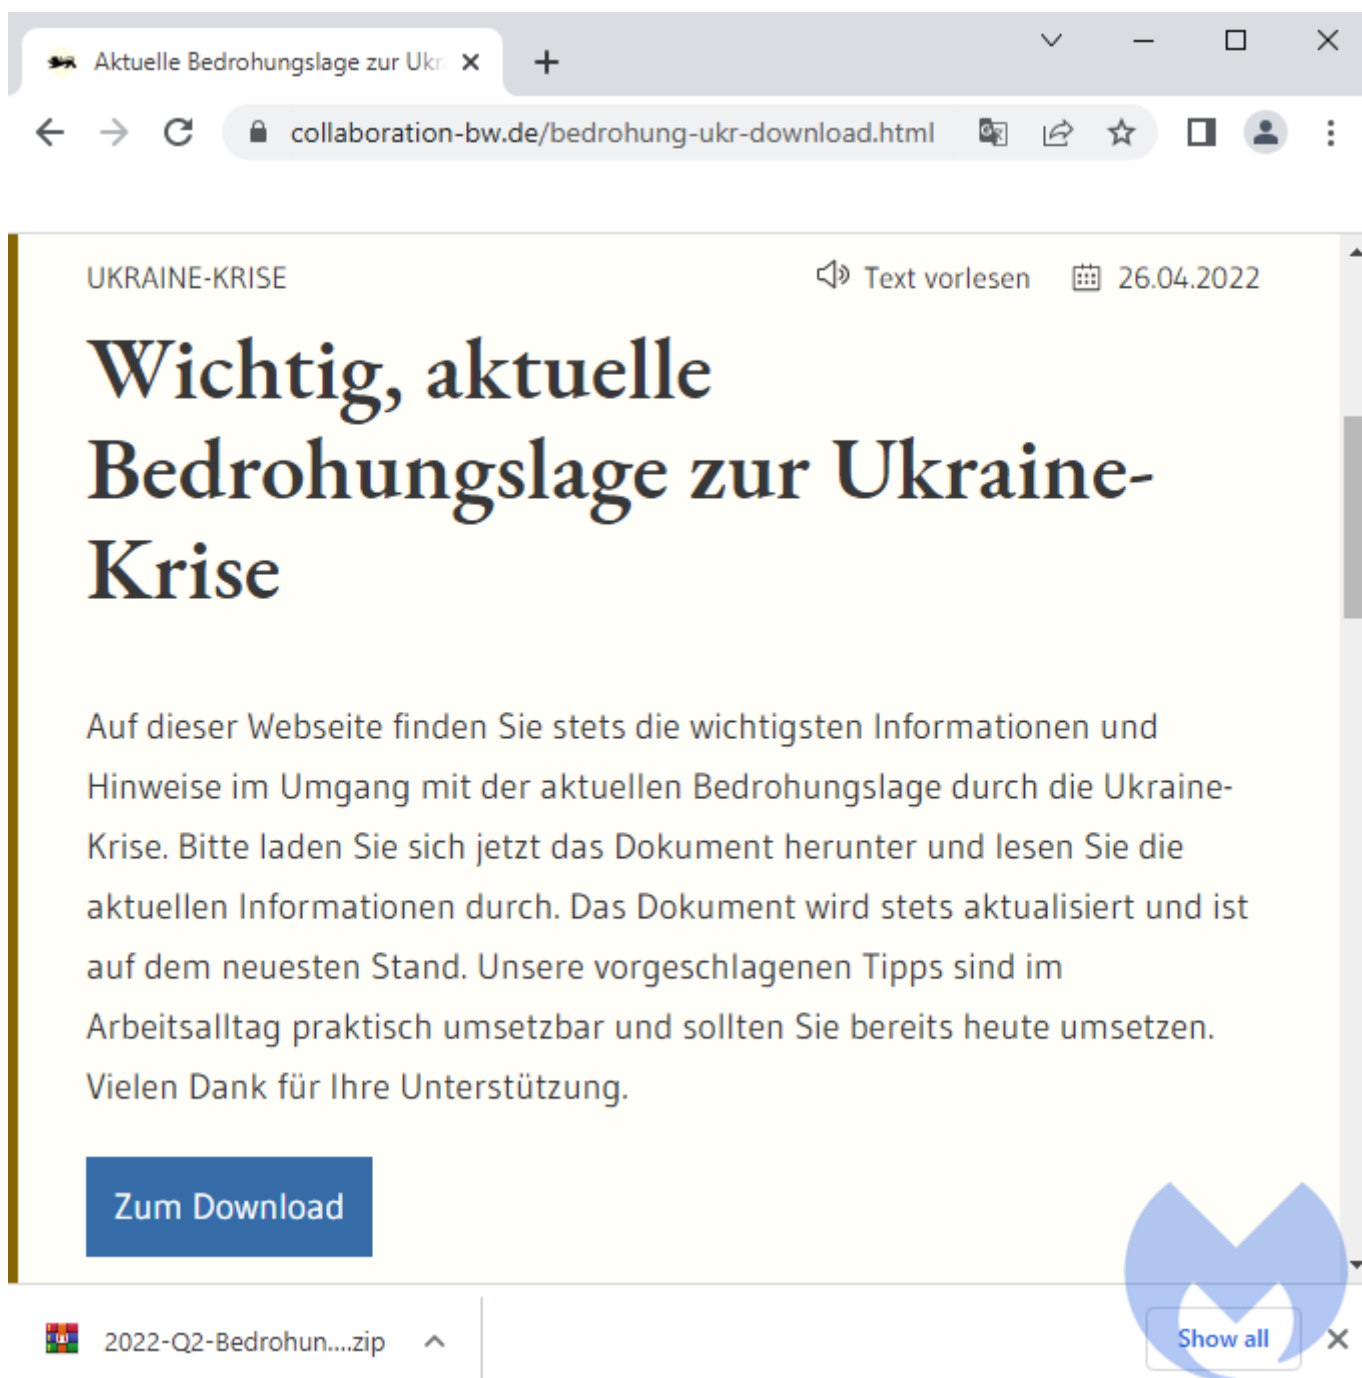 Aktuelle Bedrohungslage zur Ukr
collaboration-bw.de/bedrohung-ukr-download.html
UKRAINE-KRISE
Text vorlesen
26.04.2022
Wichtig, aktuelle
Bedrohungslage zur Ukraine-
Krise
Auf dieser Webseite finden Sie stets die wichtigsten Informationen und
Hinweise im Umgang mit der aktuellen Bedrohungslage durch die Ukraine-
Krise. Bitte laden Sie sich jetzt das Dokument herunter und lesen Sie die
aktuellen Informationen durch. Das Dokument wird stets aktualisiert und ist
auf dem neuesten Stand. Unsere vorgeschlagenen Tipps sind im
Arbeitsalltag praktisch umsetzbar und sollten Sie bereits heute umsetzen.
Vielen Dank für Ihre Unterstützung.
Zum Download
2022-Q2-Bedrohun....zip
Show all